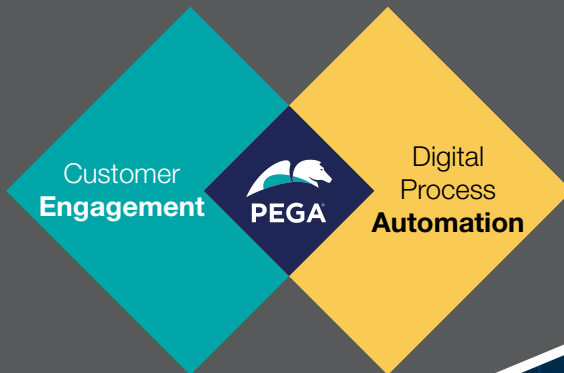 Customer
Engagement
PEGA
Digital
Process
Automation